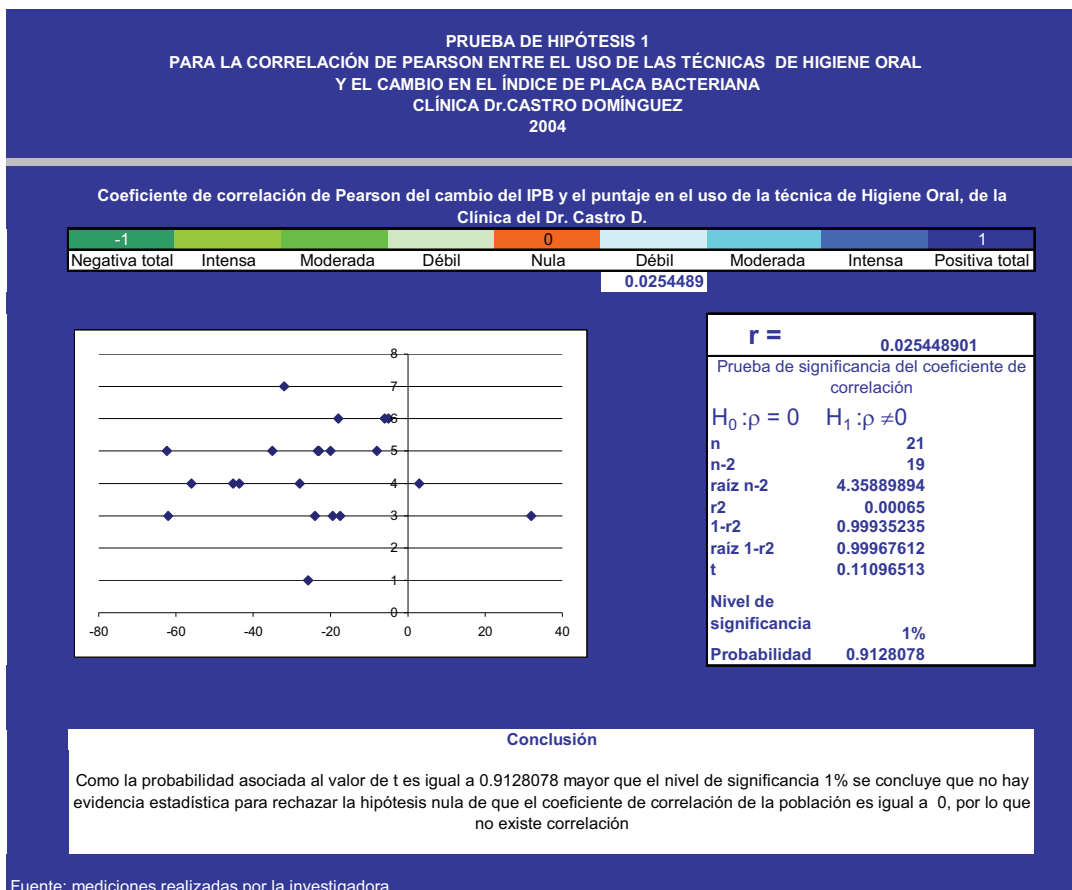 PRUEBA DE HIPÓTESIS 1
PARA LA CORRELACIÓN DE PEARSON ENTRE EL USO DE LAS TÉCNICAS DE HIGIENE ORAL
Y EL CAMBIO EN EL ÍNDICE DE PLACA BACTERIANA
CLÍNICA Dr.CASTRO DOMÍNGUEZ
2004
Coeficiente de correlación de Pearson del cambio del IPB y el puntaje en el uso de la técnica de Higiene Oral, de la
Clínica del Dr. Castro D.
-1 0 1
Negativa total Intensa Moderada Débil Nula Débil Moderada Intensa Positiva total
0.0254489
8
7
6
5
4
3
2
1
0
-80 -60 -40 -20 0 20 40
r = 0.025448901
Prueba de significancia del coeficiente de
correlación
H0 :ρ = 0 H1 :ρ ≠0
n 21
n-2 19
raíz n-2 4.35889894
r2 0.00065
1-r2 0.99935235
raíz 1-r2 0.99967612
t 0.11096513
Nivel de
significancia 1%
Probabilidad 0.9128078
Conclusión
Como la probabilidad asociada al valor de t es igual a 0.9128078 mayor que el nivel de significancia 1% se concluye que no hay
evidencia estadística para rechazar la hipótesis nula de que el coeficiente de correlación de la población es igual a 0, por lo que
no existe correlación
Fuente: mediciones realizadas por la investigadora